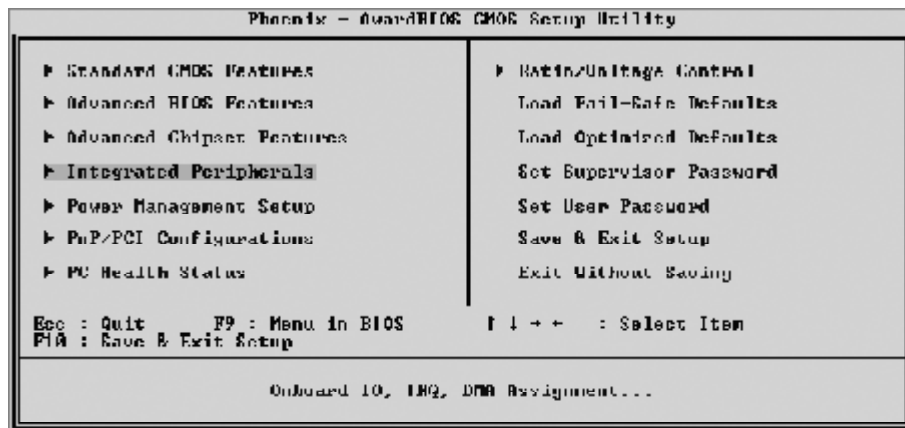 Phoenix - AwardBIOS CMOS Setup Utility
Standard CMOS Features
Advanced BIOS Features
Advanced Chipset Features
Integrated Peripherals
Power Management Setup
PnP/PCI Configurations
PC Health Status
Ratio/Voltage Control
Load Fail-Safe Defaults
Load Optimized Defaults
Set Supervisor Password
Set User Password
Save & Exit Setup
Exit Without Saving
Esc : Quit F9 : Menu in BIOS ↑ ↓ → ← : Select Item
F10 : Save & Exit Setup
Onboard IO, IRQ, DMA Assignment...